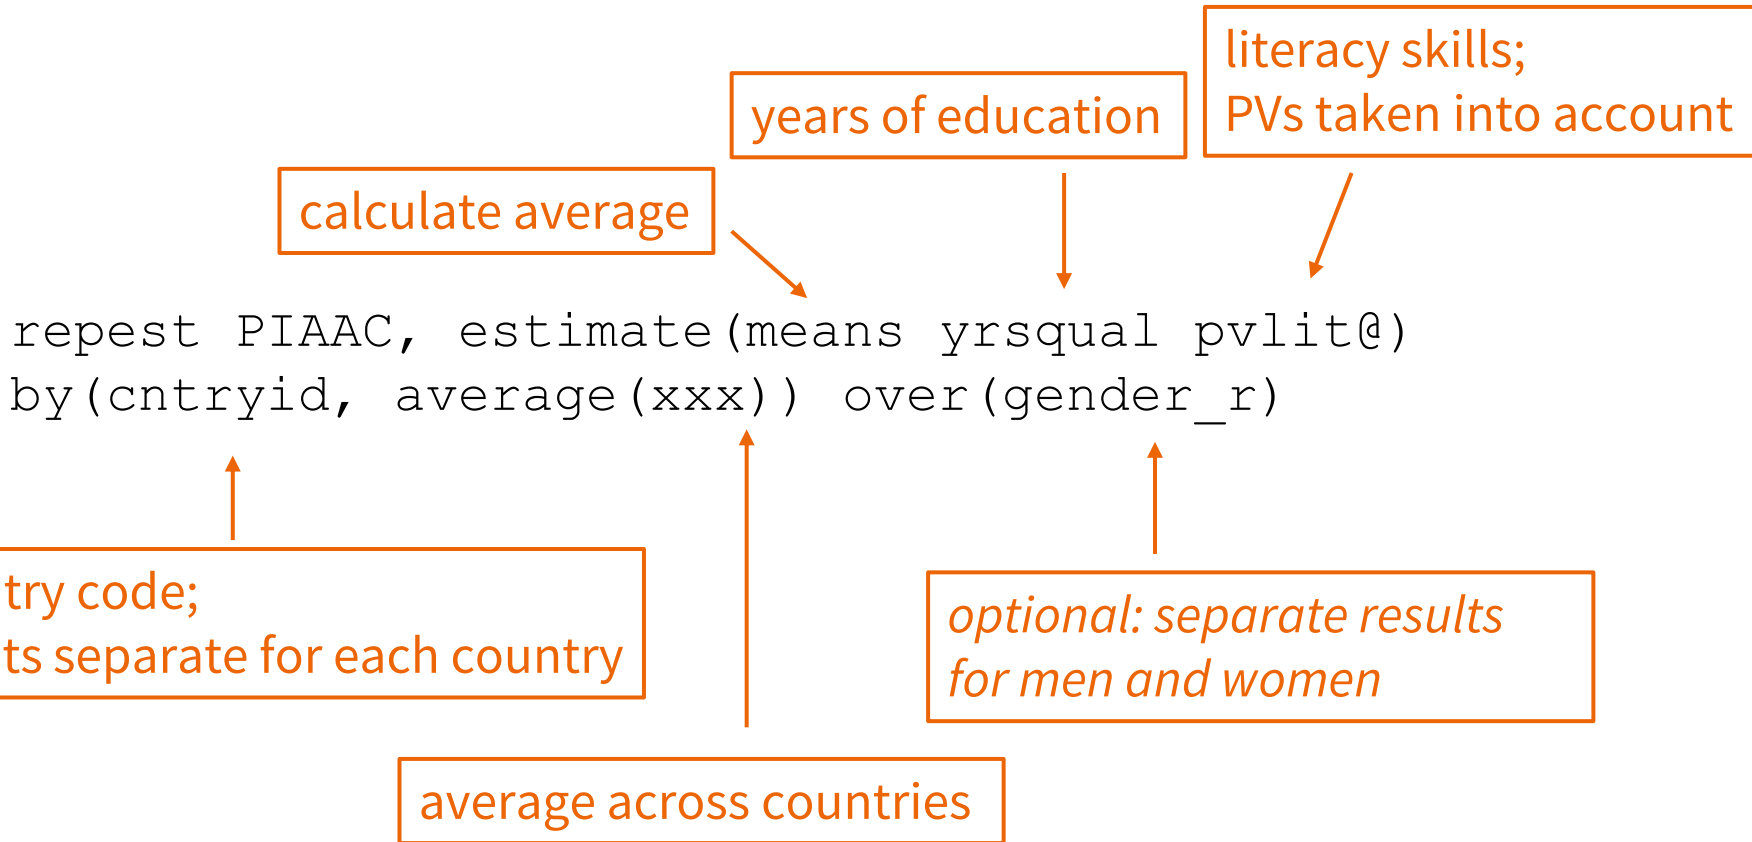 literacy skills;
PVs taken into account
years of education
calculate average
repest PIAAC, estimate(means yrsqual pvlit@)
by(cntryid, average(xxx)) over(gender_r)
try code;
ts separate for each country
optional: separate results
for men and women
average across countries